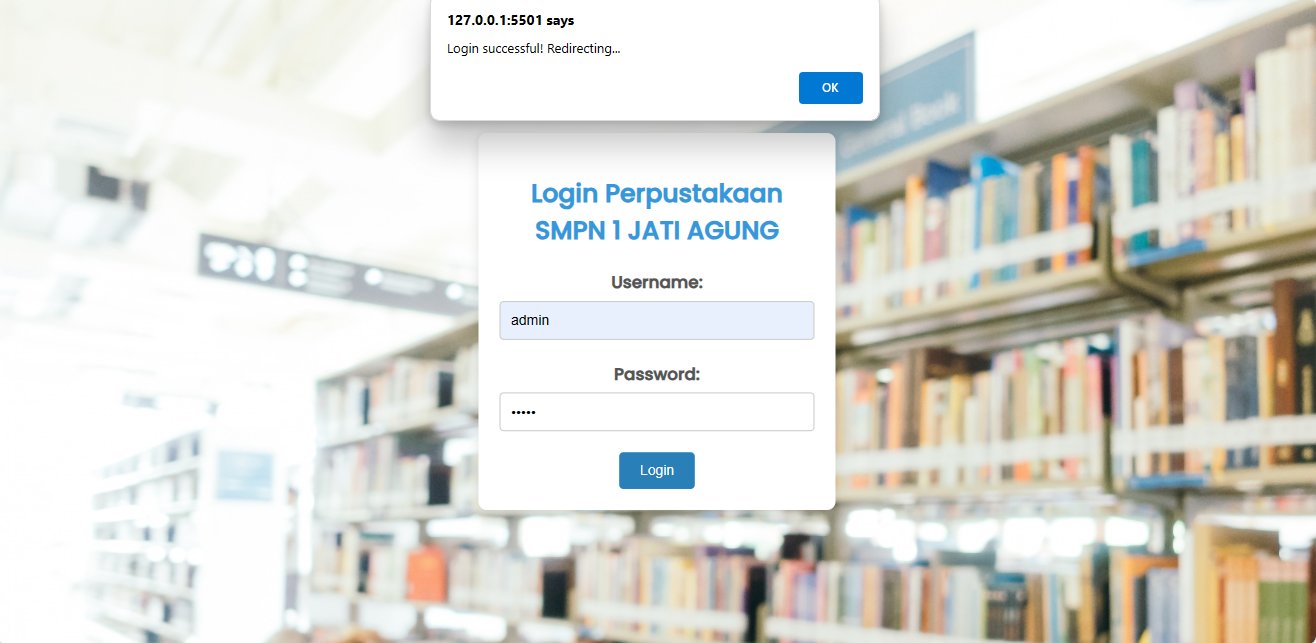 127.0.0.1:5501 says
Login successful! Redirecting...
OK
Login Perpustakaan
SMPN 1 JATI AGUNG
Username:
admin
Password:
•••••
Login